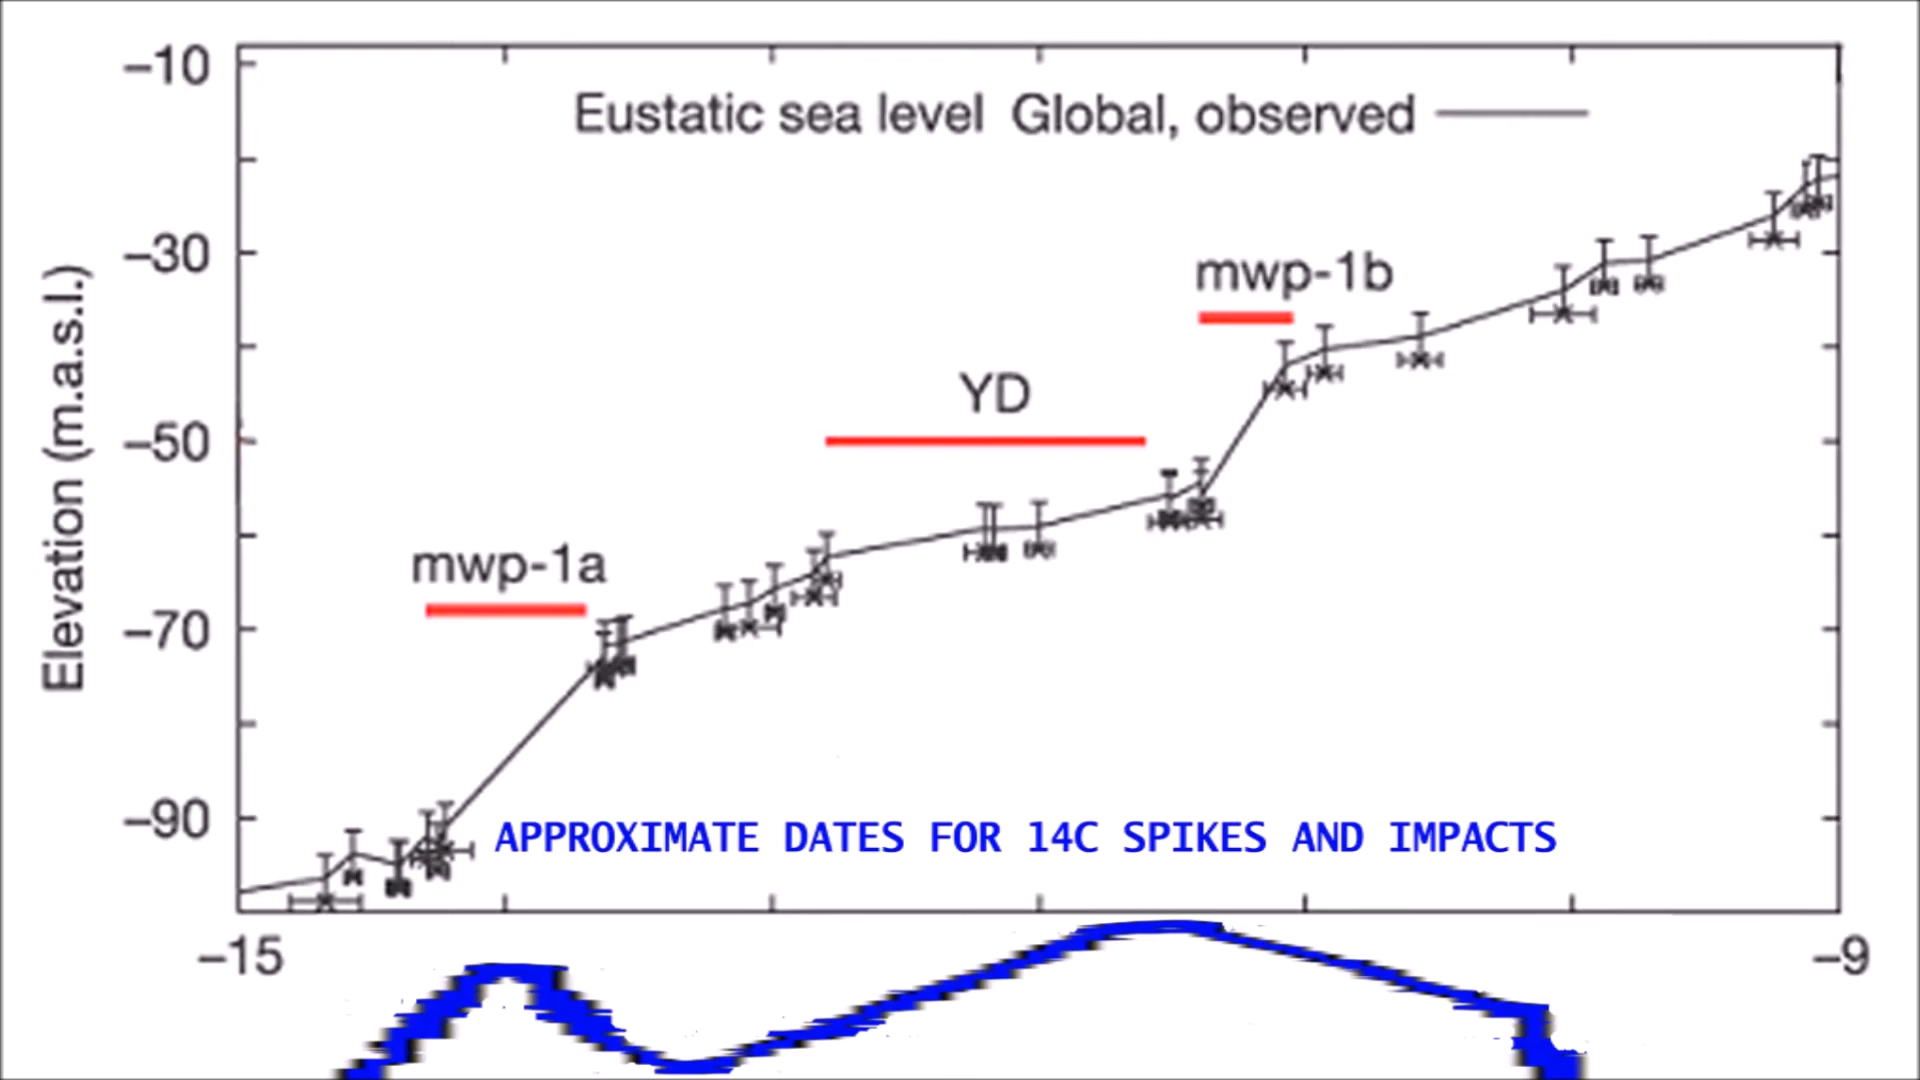 −10
Eustatic sea level Global, observed
−30
mwp-1b
YD
−50
mwp-1a
−70
−90
Elevation (m.a.s.l.)
APPROXIMATE DATES FOR 14C SPIKES AND IMPACTS
−15
−9